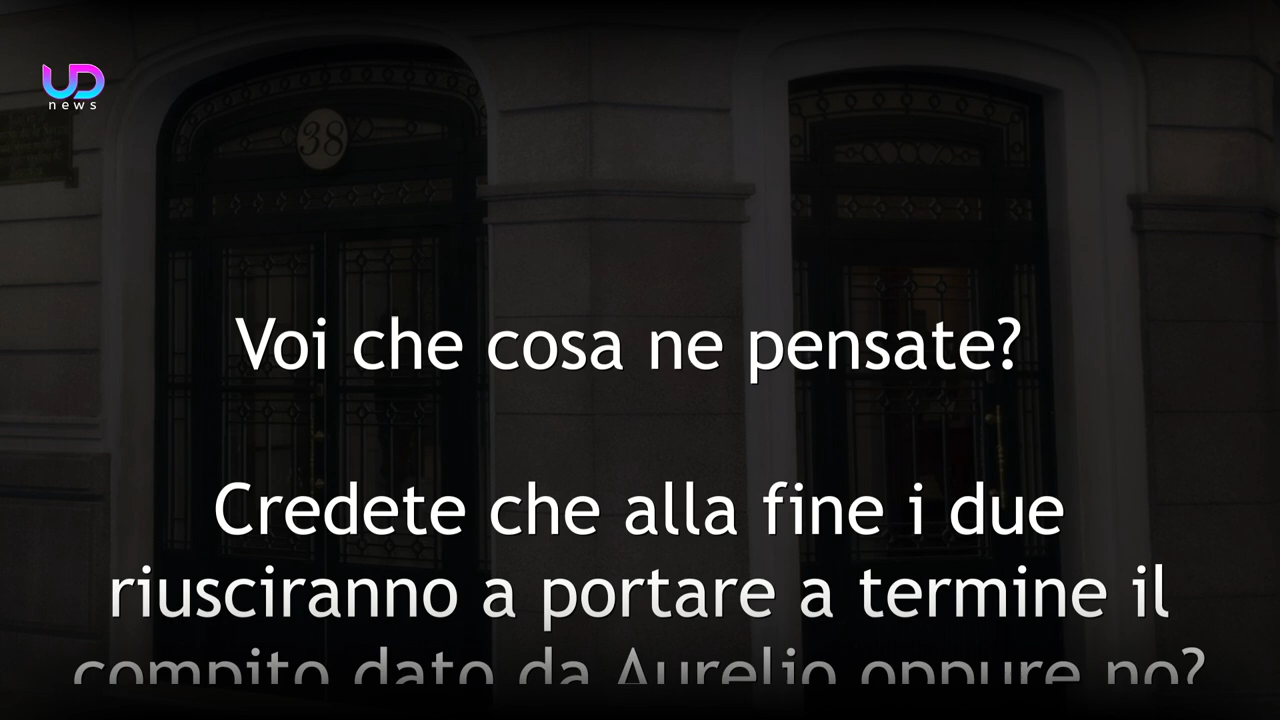 UD
news
38
Voi che cosa ne pensate?
Credete che alla fine i due
riusciranno a portare a termine il
compito dato da Aurelio oppure no?